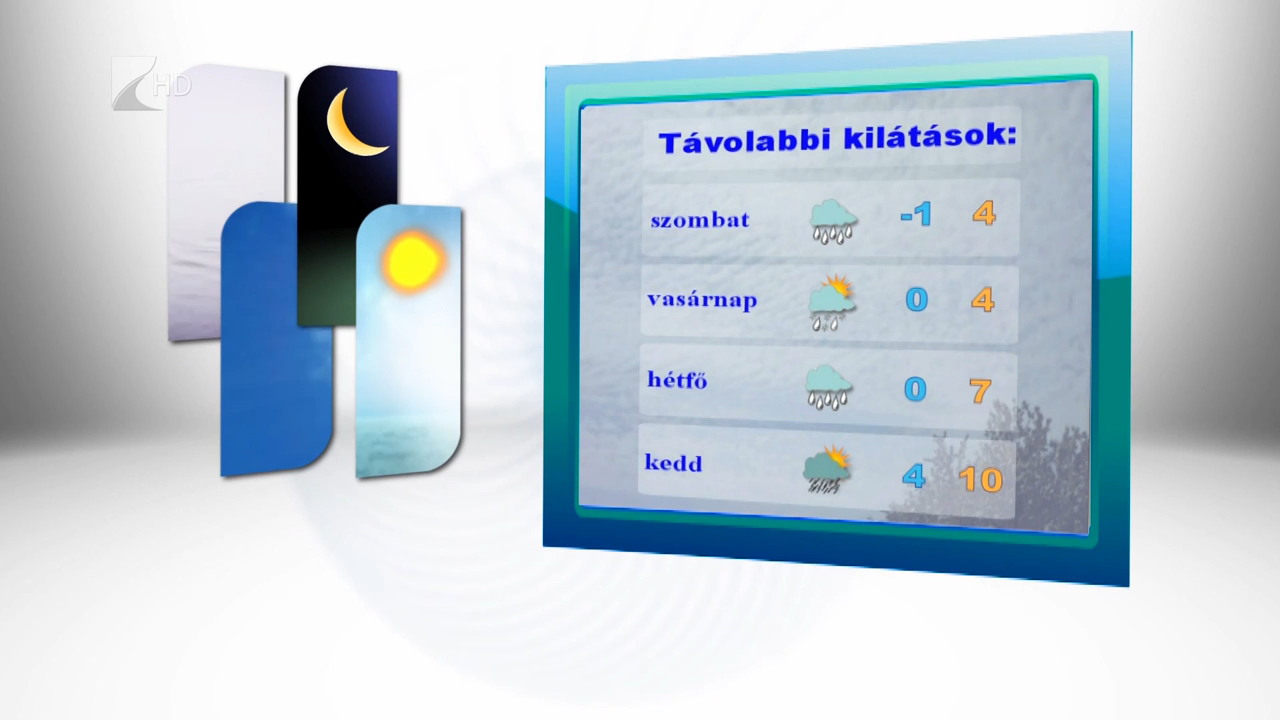 HD
Távolabbi kilátások:
szombat -1 4
vasárnap 0 4
hétfő 0 7
kedd 4 10